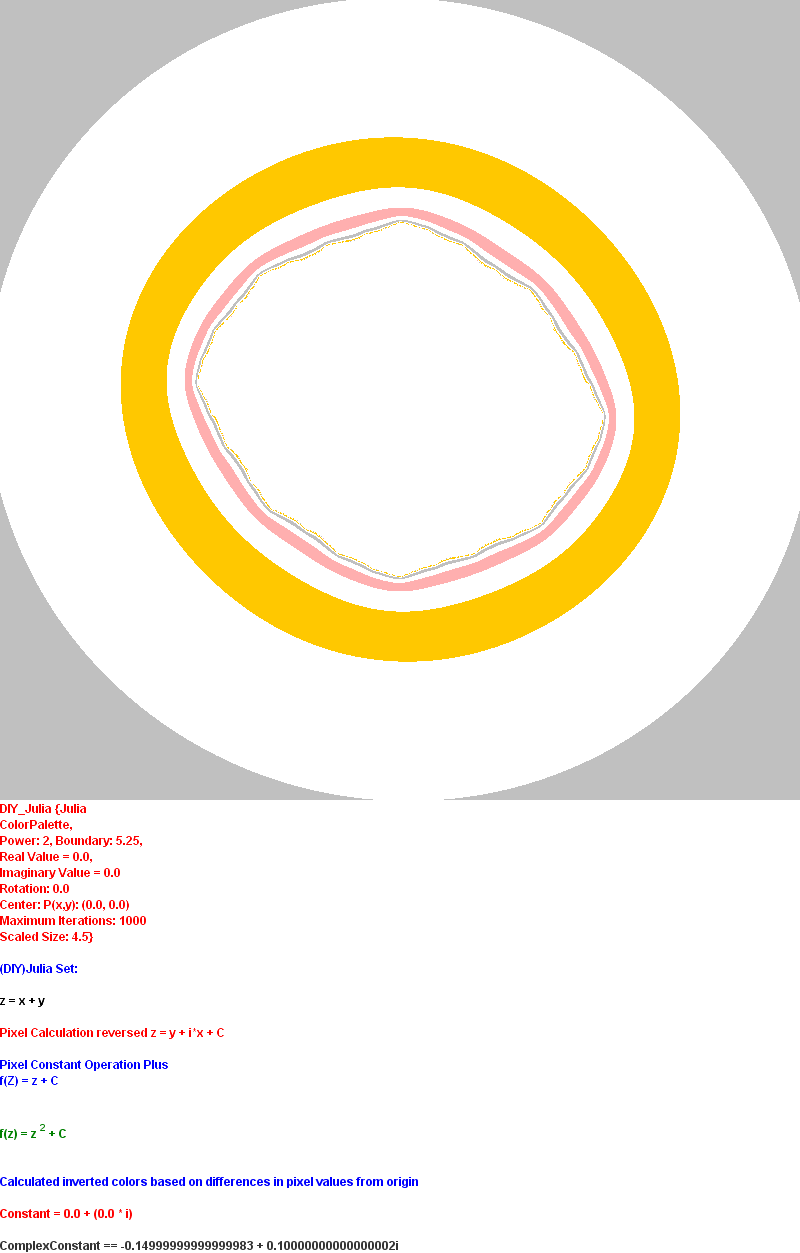 DIY_Julia {Julia
ColorPalette,
Power: 2, Boundary: 5.25,
Real Value = 0.0,
Imaginary Value = 0.0
Rotation: 0.0
Center: P(x,y): (0.0, 0.0)
Maximum Iterations: 1000
Scaled Size: 4.5}
(DIY)Julia Set:
z = x + y
Pixel Calculation reversed z = y + i*x + C
Pixel Constant Operation Plus
f(Z) = z + C
f(z) = z 2 + C
Calculated inverted colors based on differences in pixel values from origin
Constant = 0.0 + (0.0 * i)
ComplexConstant == -0.14999999999999983 + 0.10000000000000002i